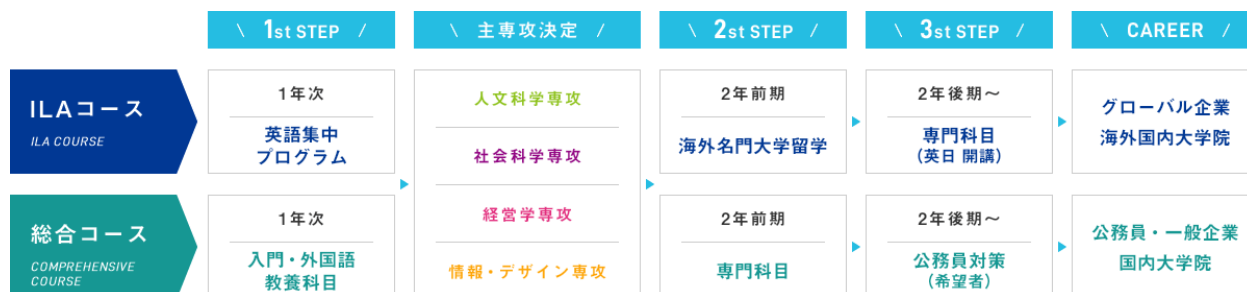 \ 1st STEP /
\ 主専攻決定 /
\ 2st STEP /
\ 3st STEP /
\ CAREER /
ILAコース
ILA COURSE
1年次
英語集中
プログラム
人文科学専攻
社会科学専攻
経営学専攻
情報・デザイン専攻
2年前期
海外名門大学留学
2年後期～
専門科目
(英日 開講)
グローバル企業
海外国内大学院
総合コース
COMPREHENSIVE
COURSE
1年次
入門・外国語
教養科目
2年前期
専門科目
2年後期～
公務員対策
(希望者)
公務員・一般企業
国内大学院